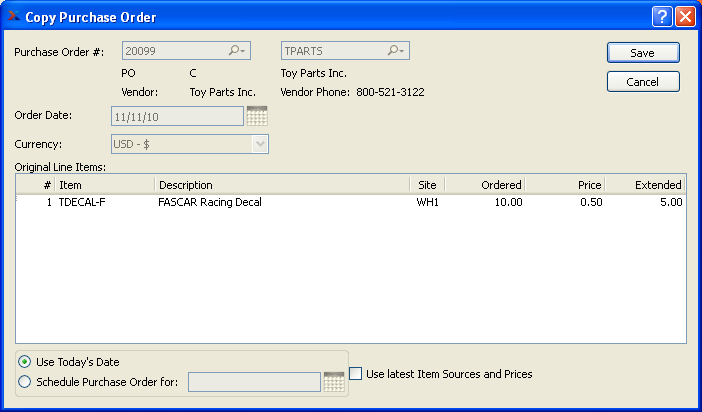 Copy Purchase Order
Purchase Order #: 20099 TPARTS
Save
PO C Toy Parts Inc.
Cancel
Vendor: Toy Parts Inc. Vendor Phone: 800-521-3122
Order Date: 11/11/10
Currency: USD - $
Original Line Items:
# Item Description Site Ordered Price Extended
1 TDECAL-F FASCAR Racing Decal WH1 10.00 0.50 5.00
Use Today's Date
Schedule Purchase Order for: Use latest Item Sources and Prices